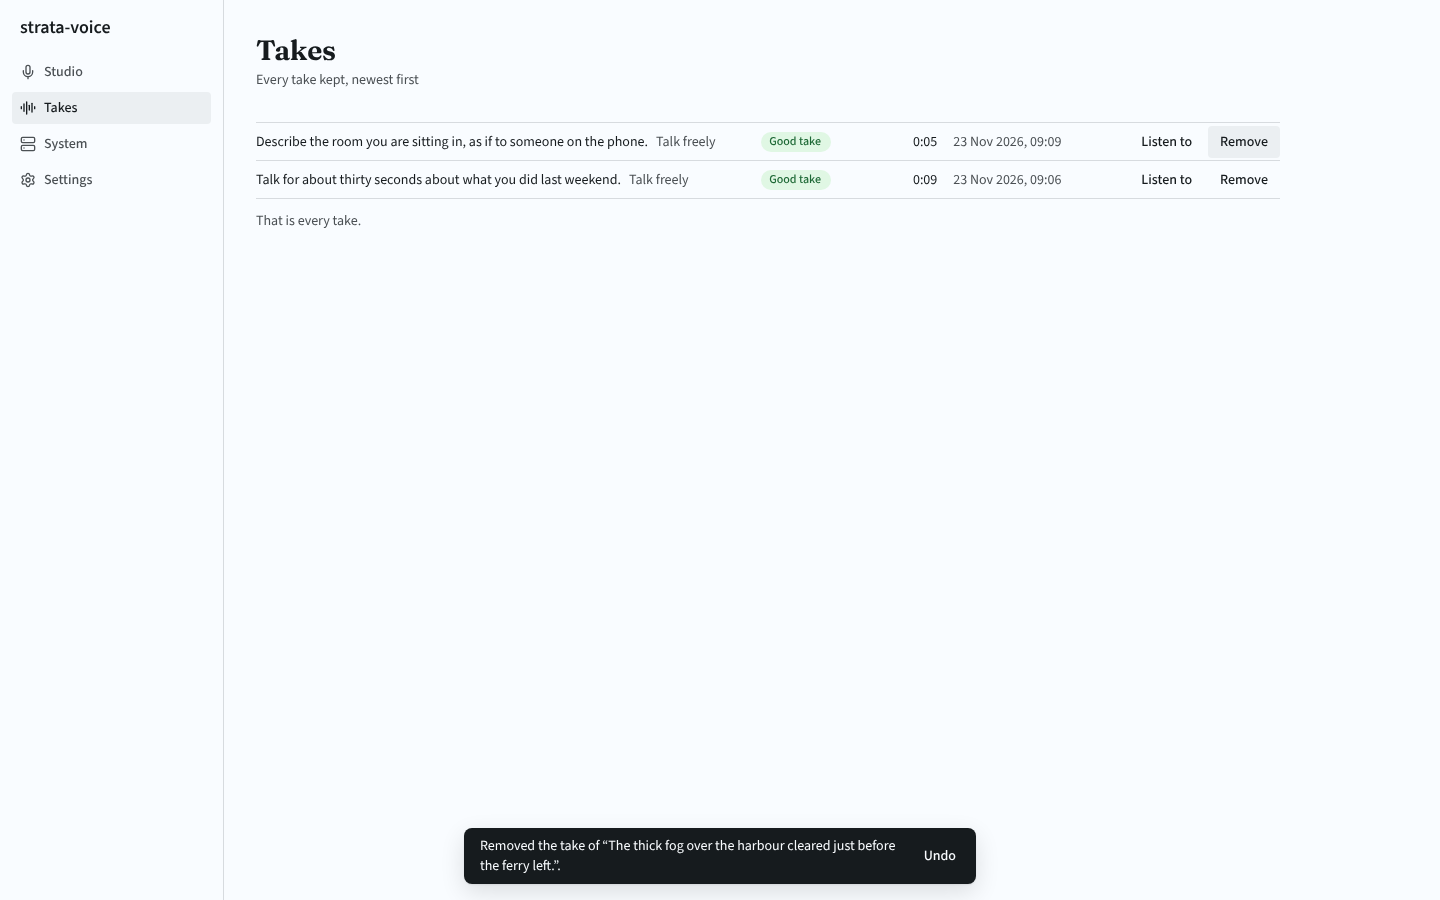 strata-voice
Studio
Takes
System
Settings
Takes
Every take kept, newest first
Describe the room you are sitting in, as if to someone on the phone. Talk freely Good take 0:05 23 Nov 2026, 09:09 Listen to Remove
Talk for about thirty seconds about what you did last weekend. Talk freely Good take 0:09 23 Nov 2026, 09:06 Listen to Remove
That is every take.
Removed the take of “The thick fog over the harbour cleared just before
the ferry left.”.
Undo